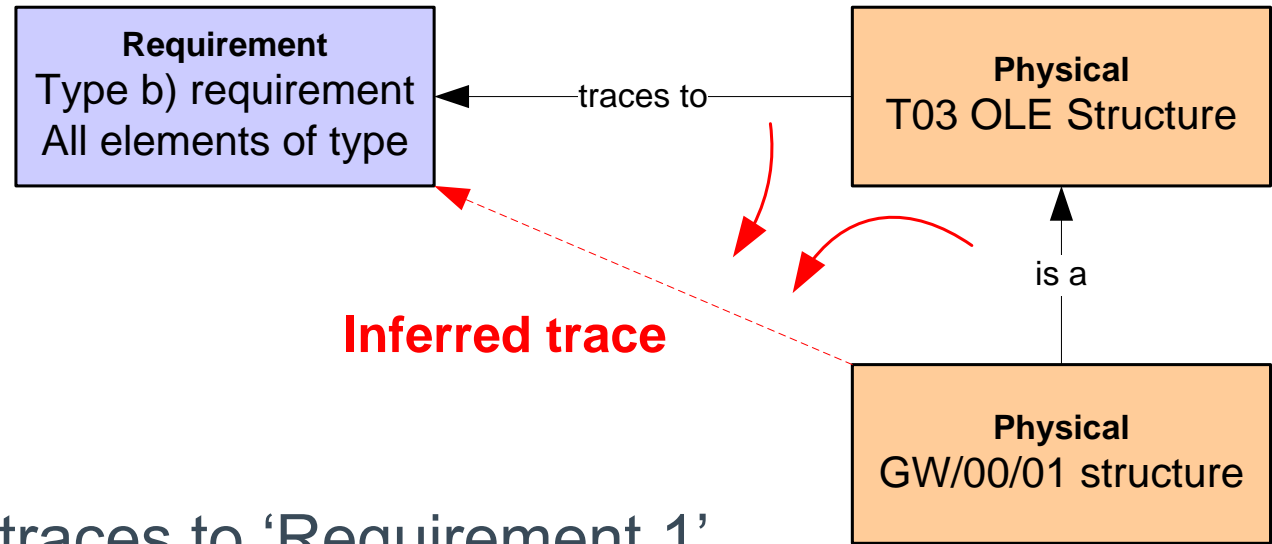 Requirement
Type b) requirement
All elements of type
traces to
Physical
T03 OLE Structure
is a
Inferred trace
Physical
GW/00/01 structure
traces to ‘Requirement 1’